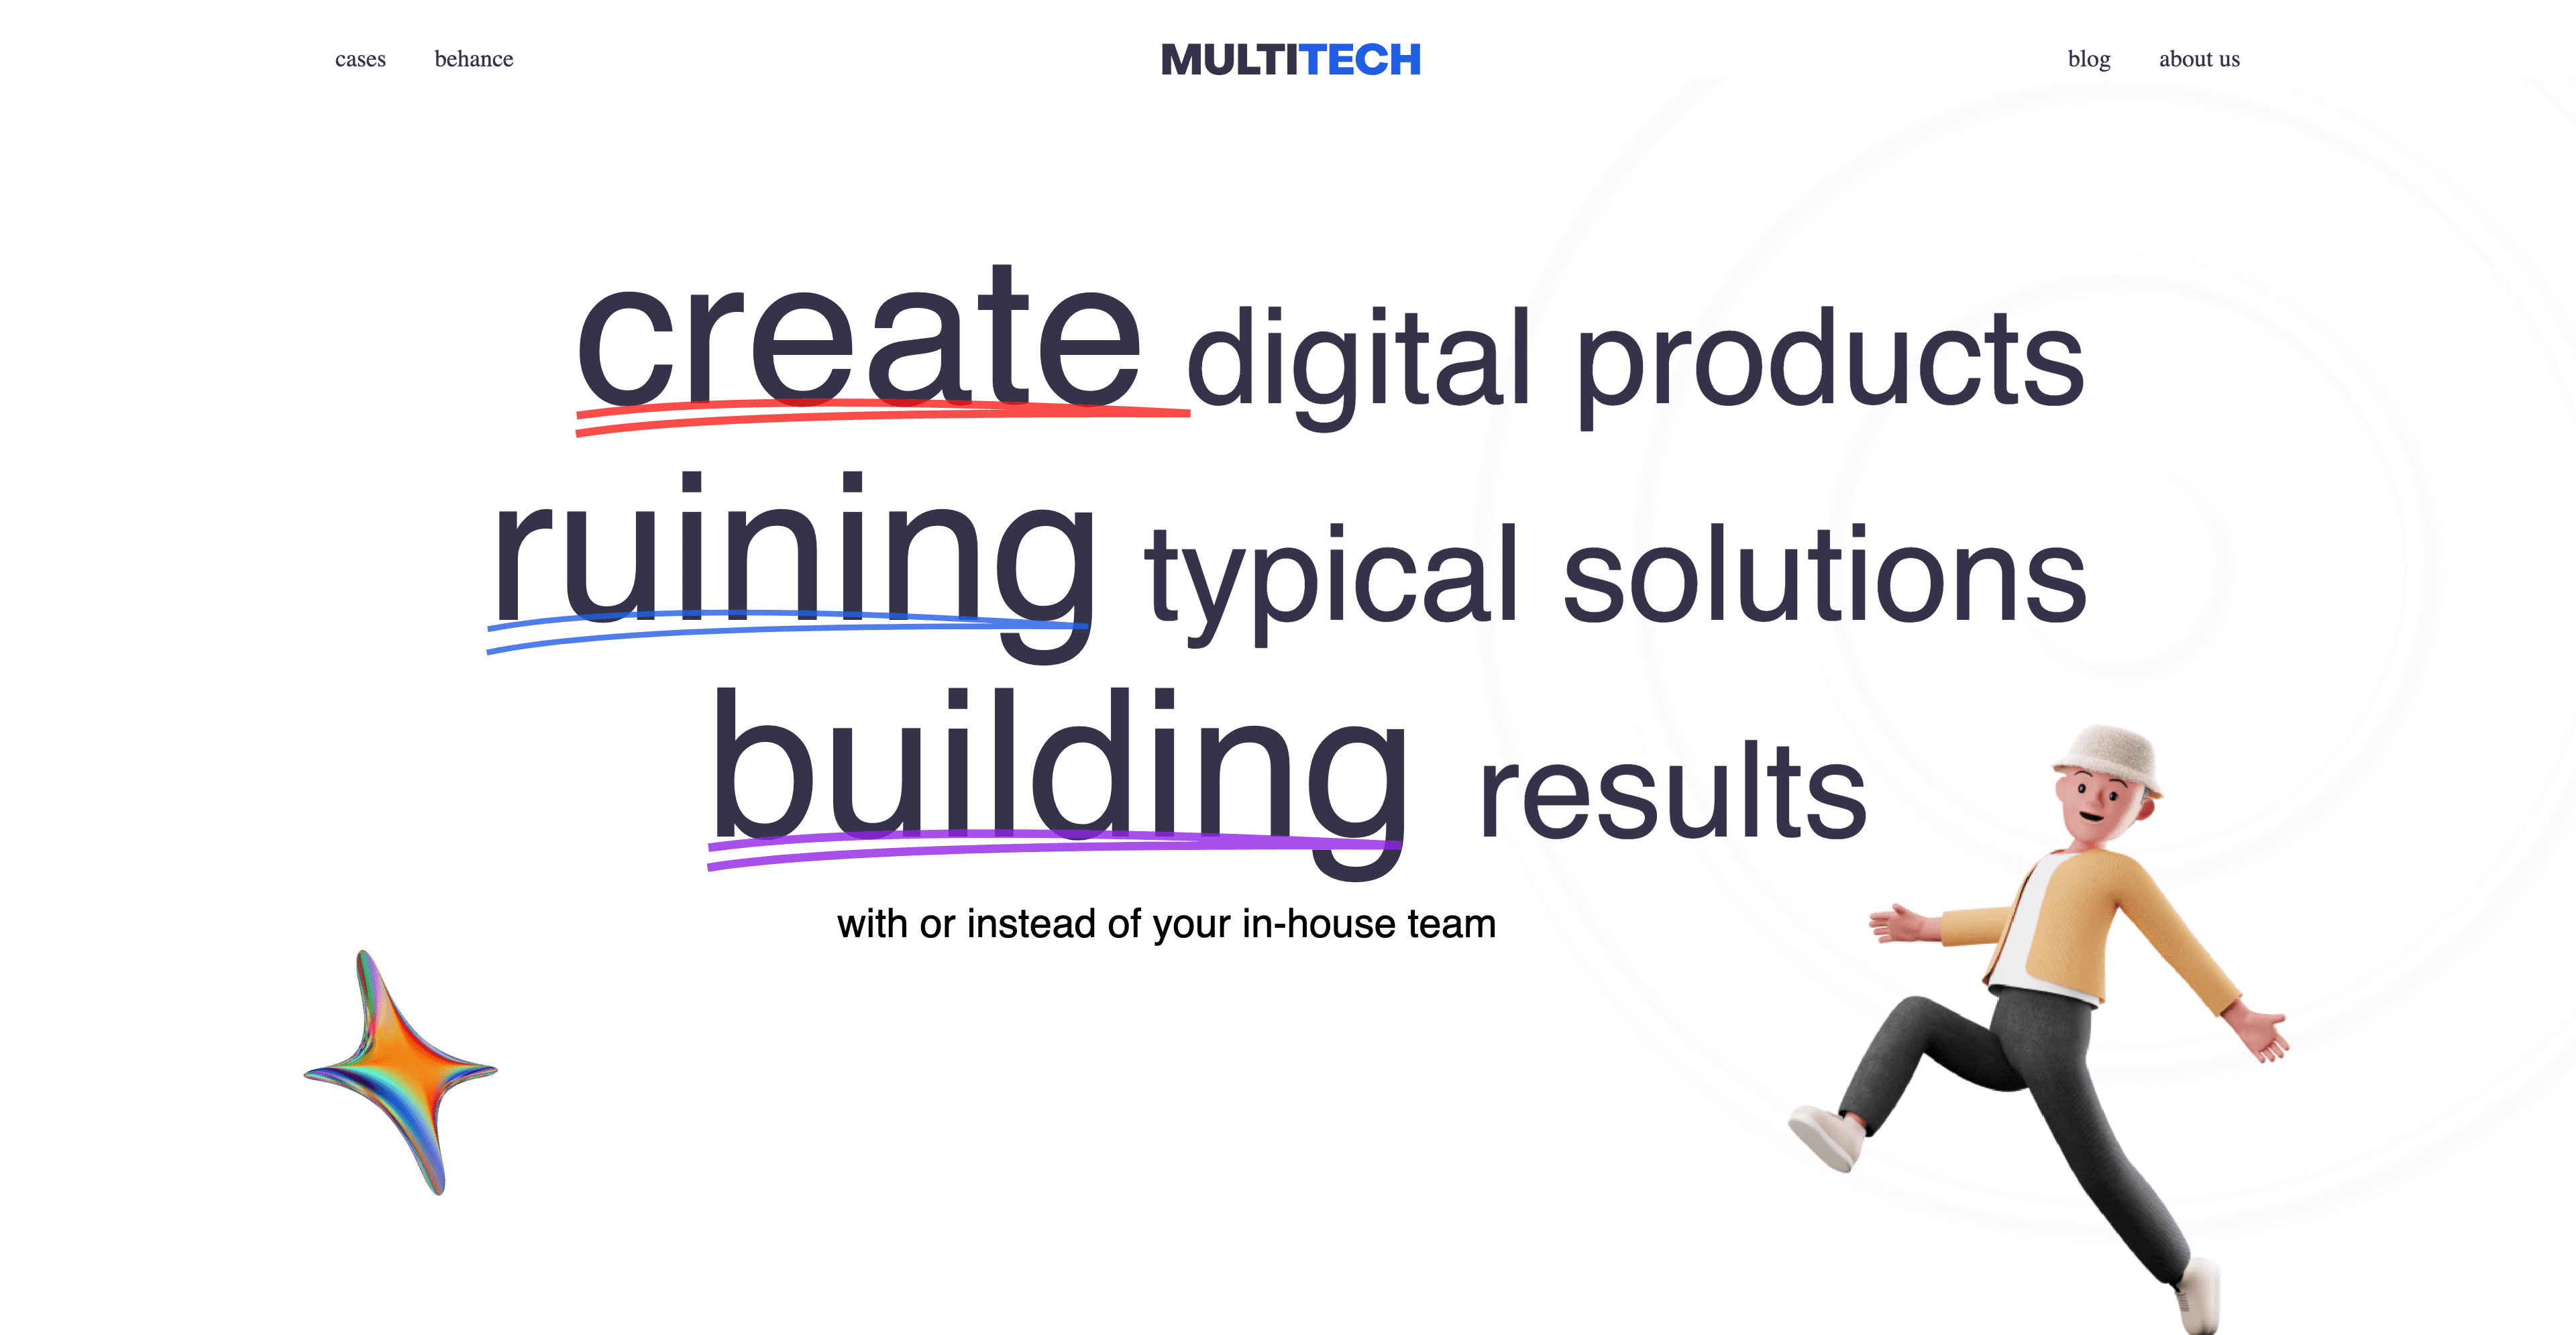 cases behance MULTITECH blog about us
create digital products
ruining typical solutions
building results
with or instead of your in-house team